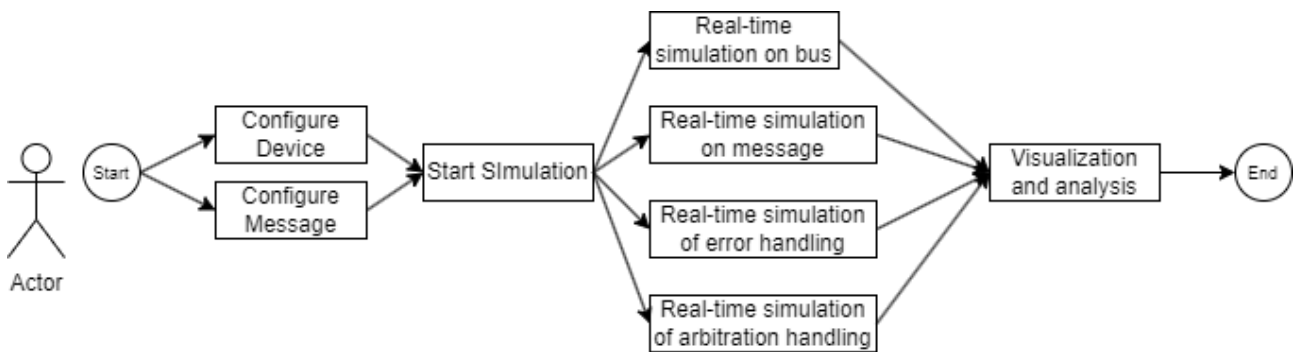 Actor
Start
Configure
Device
Configure
Message
Start SImulation
Real-time
simulation on bus
Real-time simulation
on message
Real-time simulation
of error handling
Real-time simulation
of arbitration handling
Visualization
and analysis
End